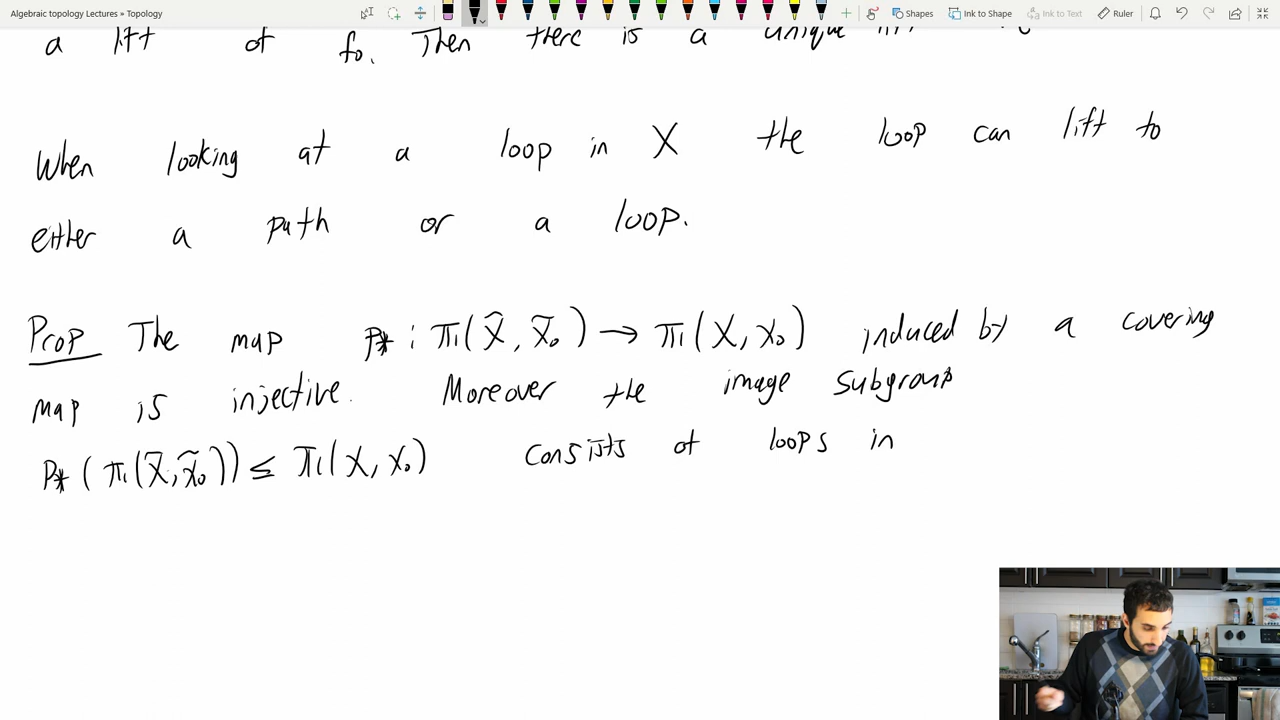 Algebraic topology Lectures » Topology
Shapes Ink to Shape Ink to Text Ruler
a lift of f₀. Then there is a unique
When looking at a loop in X the loop can lift to
either a path or a loop.
Prop The map P* : π₁(X̃, x̃₀) → π₁(X, x₀) induced by a covering
map is injective. Moreover the image subgroup
P*(π₁(X̃, x̃₀)) ≤ π₁(X, x₀) consists of loops in